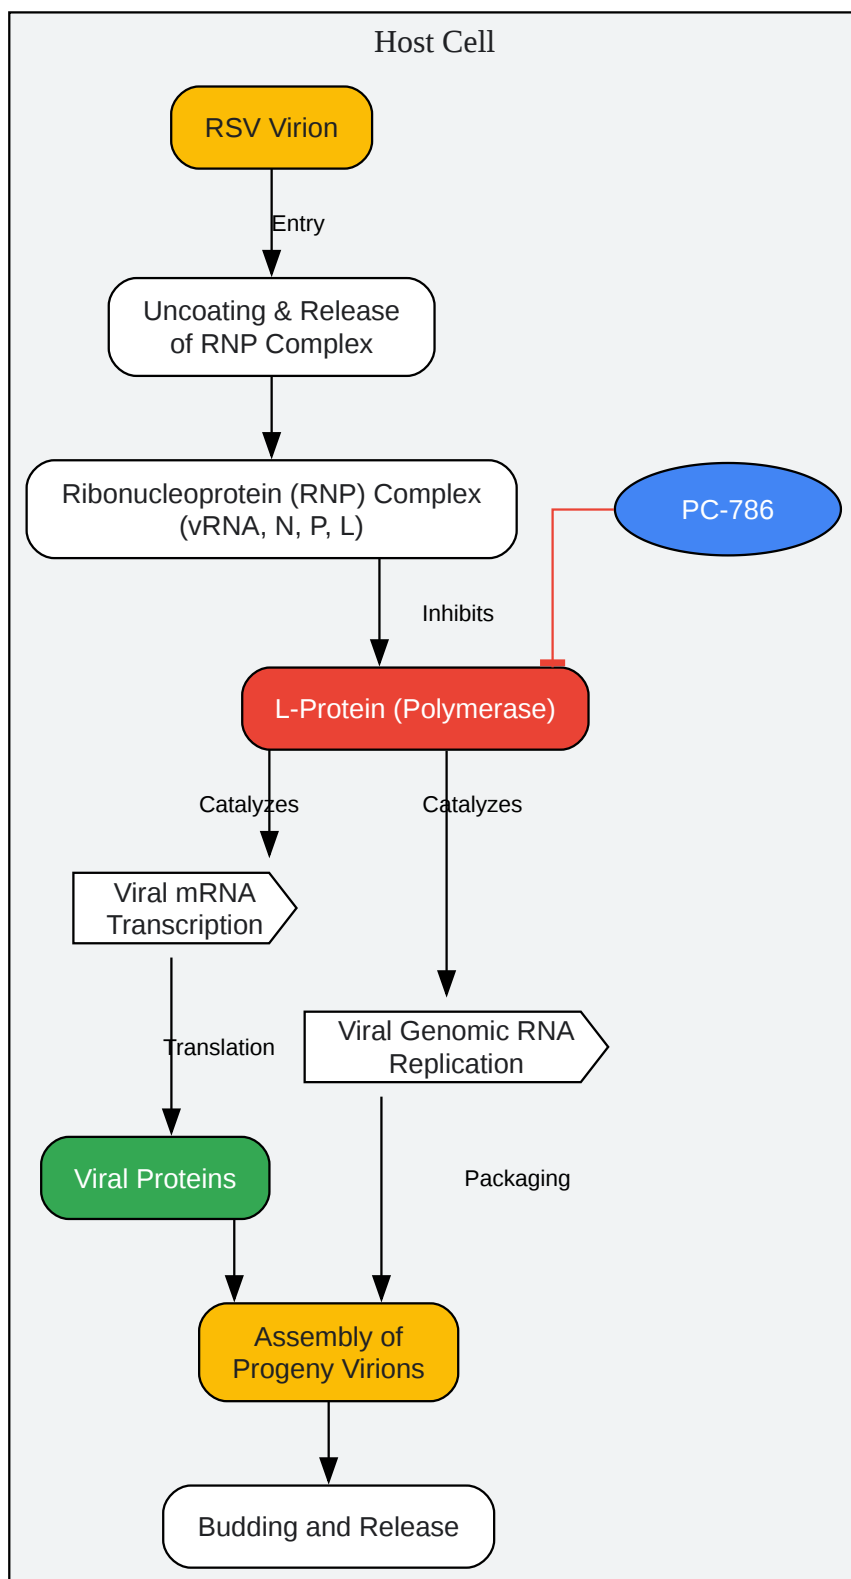 Host Cell
RSV Virion
Entry
Uncoating & Release
of RNP Complex
Ribonucleoprotein (RNP) Complex
(vRNA, N, P, L)
PC-786
Inhibits
L-Protein (Polymerase)
Catalyzes
Catalyzes
Viral mRNA
Transcription
Viral Genomic RNA
Replication
Translation
Viral Proteins
Packaging
Assembly of
Progeny Virions
Budding and Release